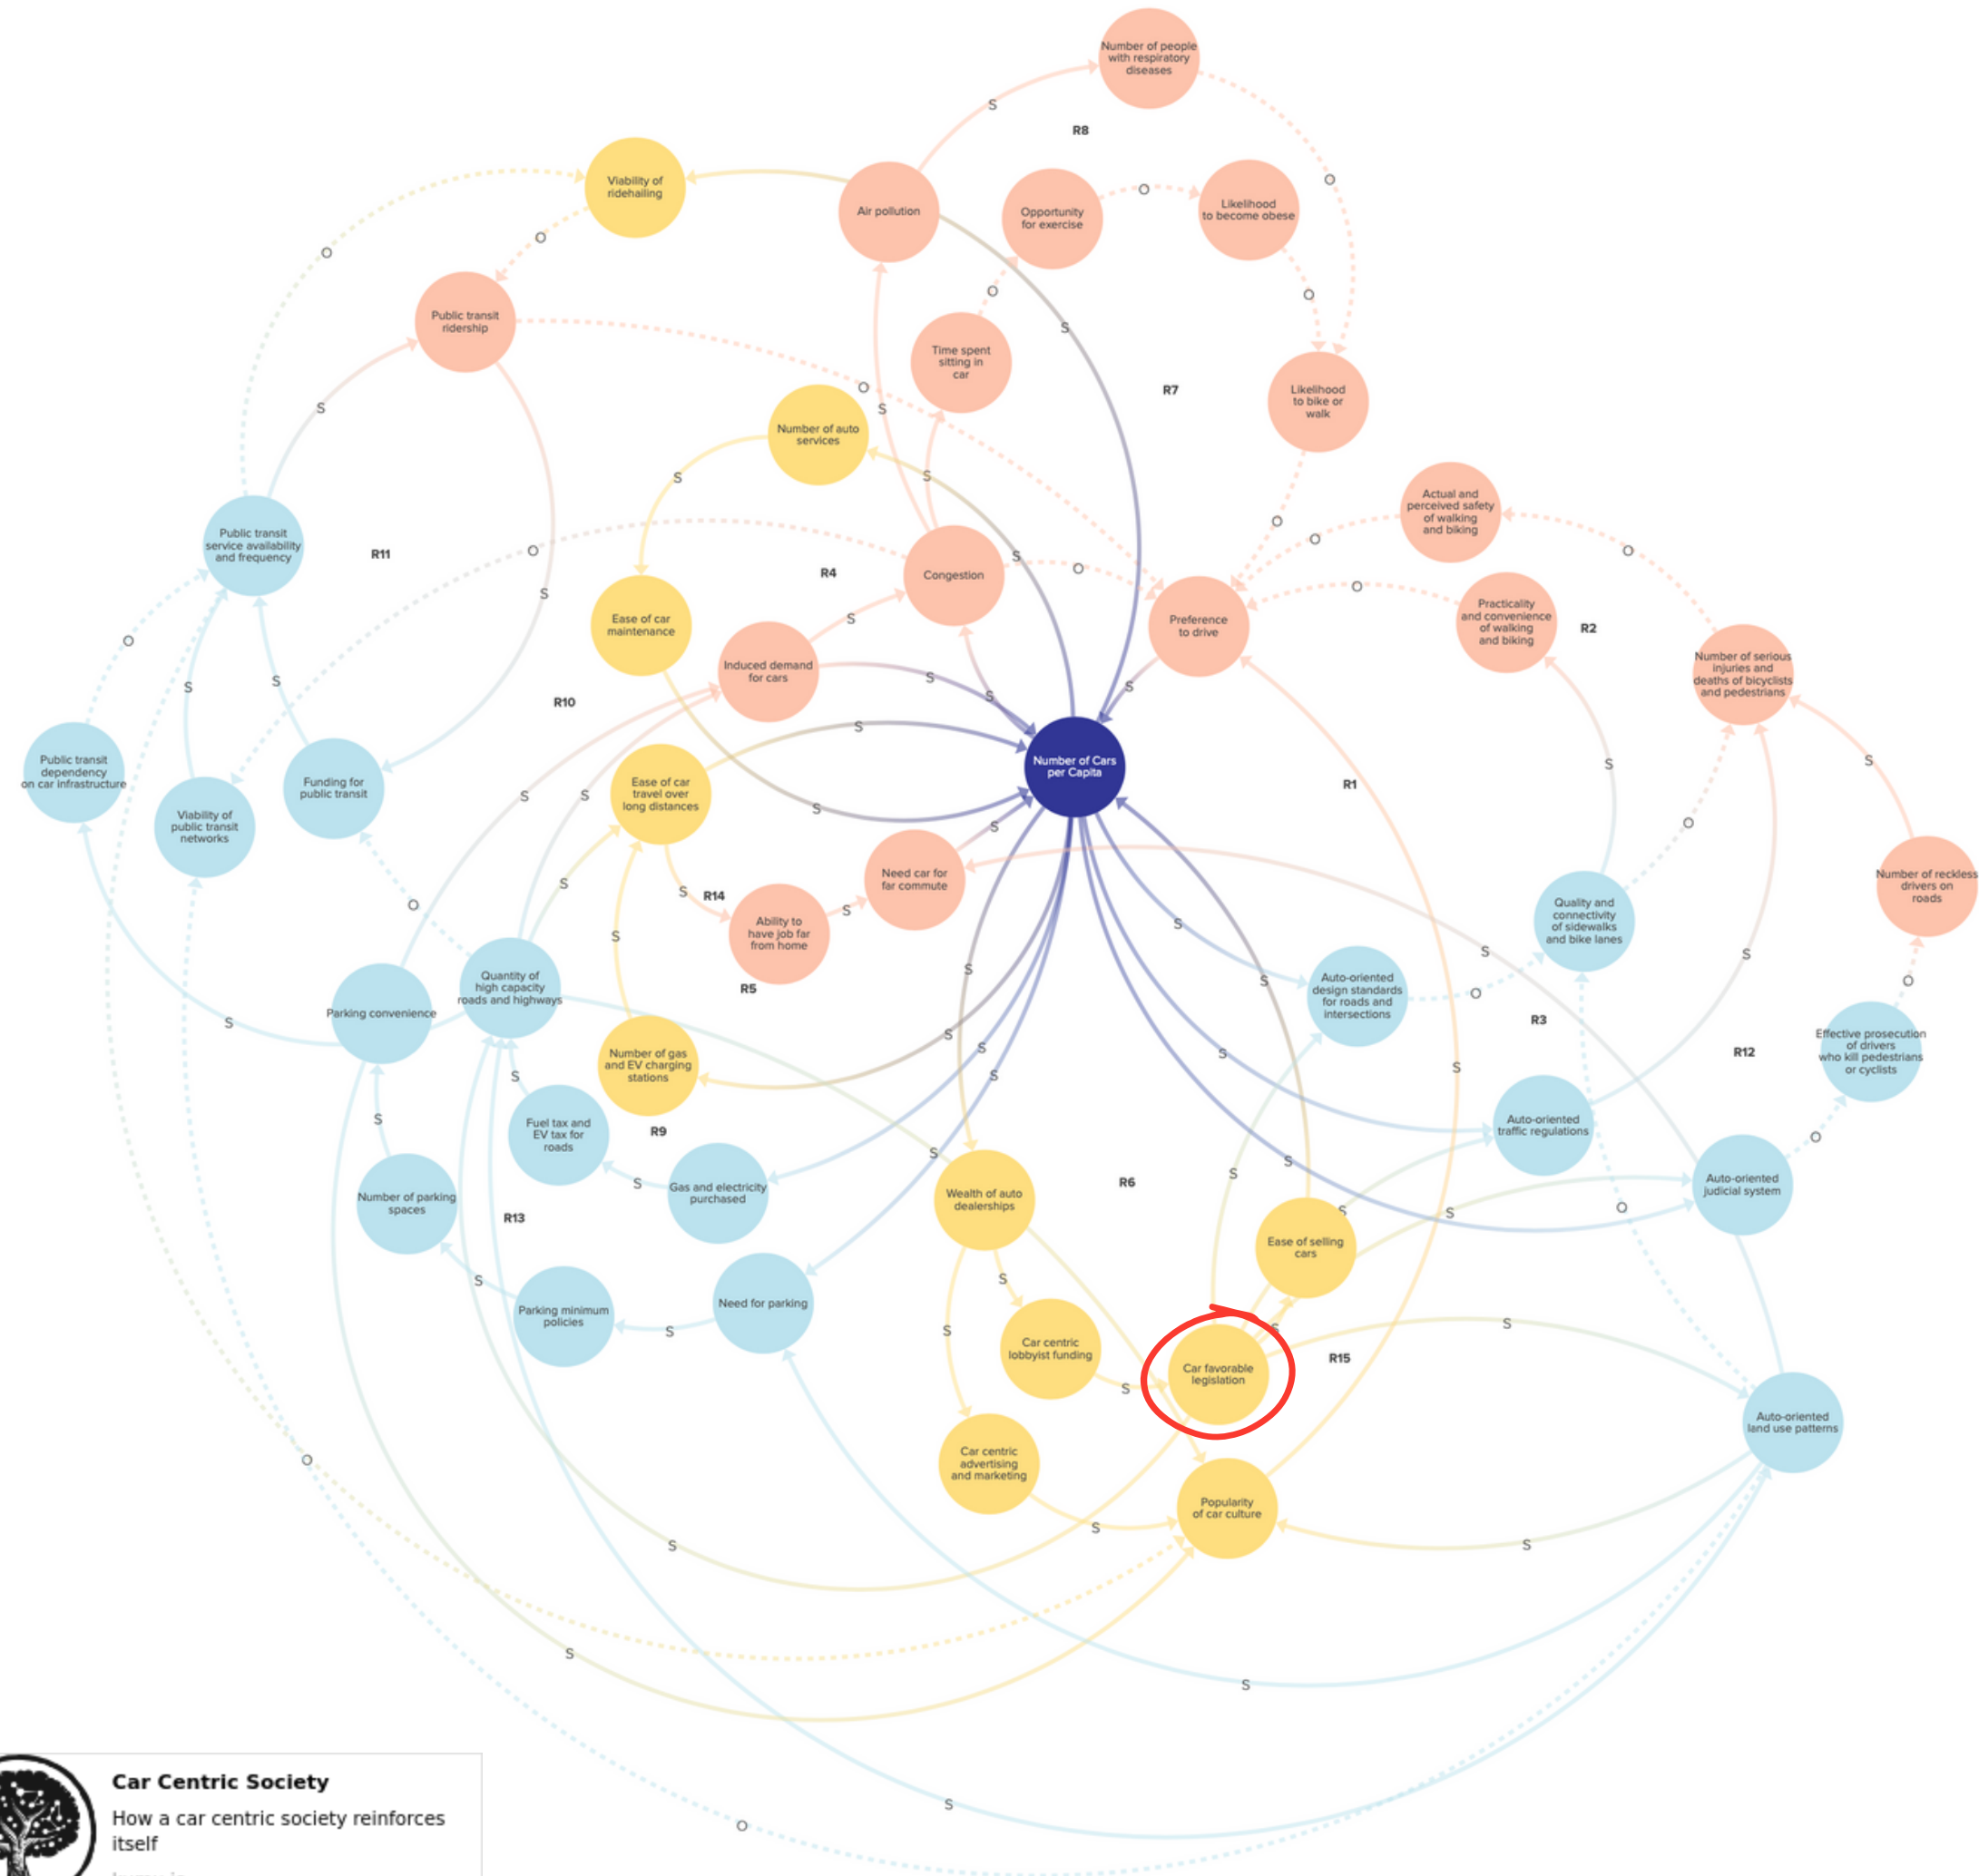 Number of people
with respiratory
diseases
S
R8
Viability of
ridehailing
O
Air pollution
Opportunity
for exercise
O
Likelihood
to become obese
O
O
O
Public transit
ridership
O
O
S
Time spent
sitting in
car
R7
Likelihood
to bike or
walk
O
S
S
Number of auto
services
S
S
Actual and
perceived safety
of walking
and biking
O
O
O
Public transit
service availability
and frequency
R11
O
S
R4
Congestion
S
O
Preference
to drive
O
Practicality
and convenience
of walking
and biking
R2
Number of serious
injuries and
deaths of bicyclists
and pedestrians
Ease of car
maintenance
S
Induced demand
for cars
S
S
S
O
S
S
R10
S
Number of Cars
per Capita
Public transit
dependency
on car infrastructure
Viability of
public transit
networks
Funding for
public transit
S
S
Ease of car
travel over
long distances
S
S
R1
S
S
O
Number of reckless
drivers on
roads
O
S
S
R14
S
Ability to
have job far
from home
Need car for
far commute
S
S
Quality and
connectivity
of sidewalks
and bike lanes
S
S
Parking convenience
Quantity of
high capacity
roads and highways
R5
S
S
Auto-oriented
design standards
for roads and
intersections
O
O
R3
R12
Effective prosecution
of drivers
who kill pedestrians
or cyclists
S
Number of gas
and EV charging
stations
S
S
S
S
S
S
S
Fuel tax and
EV tax for
roads
R9
Auto-oriented
traffic regulations
O
S
S
Number of parking
spaces
R13
S
Gas and electricity
purchased
Wealth of auto
dealerships
R6
S
Auto-oriented
judicial system
S
S
O
Ease of selling
cars
S
Parking minimum
policies
S
Need for parking
S
Car centric
lobbyist funding
S
S
Car favorable
legislation
S
R15
S
Auto-oriented
land use patterns
Car centric
advertising
and marketing
S
Popularity
of car culture
O
S
S
S
S
S
O
Car Centric Society
How a car centric society reinforces
itself